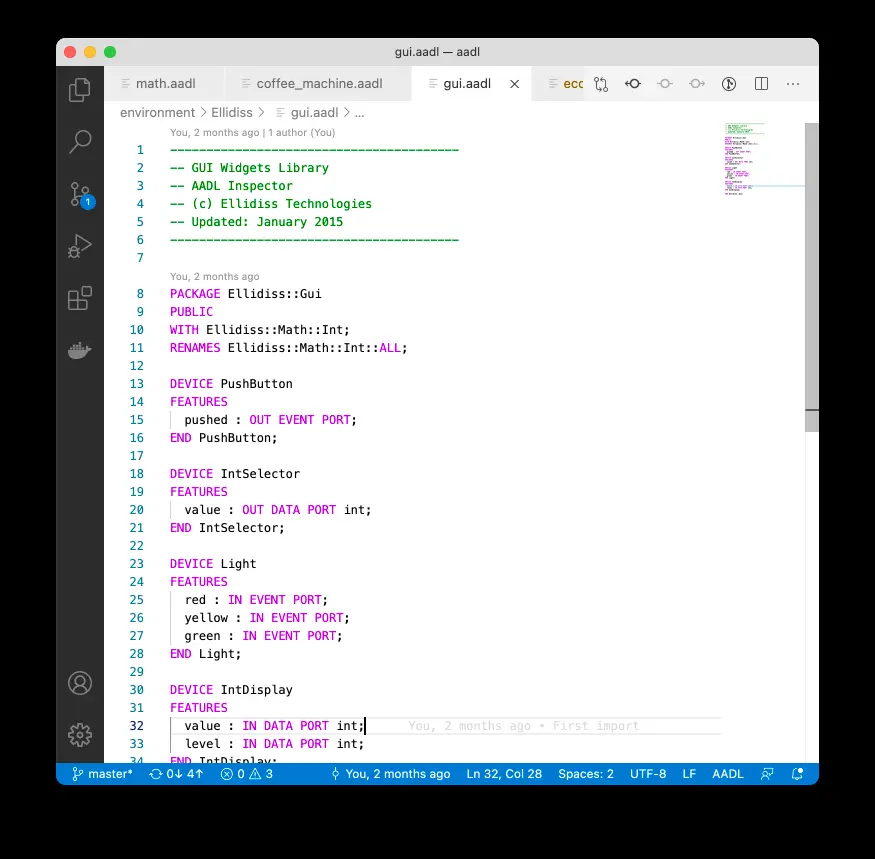 gui.aadl — aadl
math.aadl coffee_machine.aadl gui.aadl ecc
environment > Ellidiss > gui.aadl > ...
You, 2 months ago | 1 author (You)
1 ----------------------------------------
2 -- GUI Widgets Library
3 -- AADL Inspector
4 -- (c) Ellidiss Technologies
5 -- Updated: January 2015
6 ----------------------------------------
7
You, 2 months ago
8 PACKAGE Ellidiss::Gui
9 PUBLIC
10 WITH Ellidiss::Math::Int;
11 RENAMES Ellidiss::Math::Int::ALL;
12
13 DEVICE PushButton
14 FEATURES
15 pushed : OUT EVENT PORT;
16 END PushButton;
17
18 DEVICE IntSelector
19 FEATURES
20 value : OUT DATA PORT int;
21 END IntSelector;
22
23 DEVICE Light
24 FEATURES
25 red : IN EVENT PORT;
26 yellow : IN EVENT PORT;
27 green : IN EVENT PORT;
28 END Light;
29
30 DEVICE IntDisplay
31 FEATURES
32 value : IN DATA PORT int; You, 2 months ago • First import
33 level : IN DATA PORT int;
34 END IntDisplay;
1
master* 0↓ 4↑ 0 3 You, 2 months ago Ln 32, Col 28 Spaces: 2 UTF-8 LF AADL